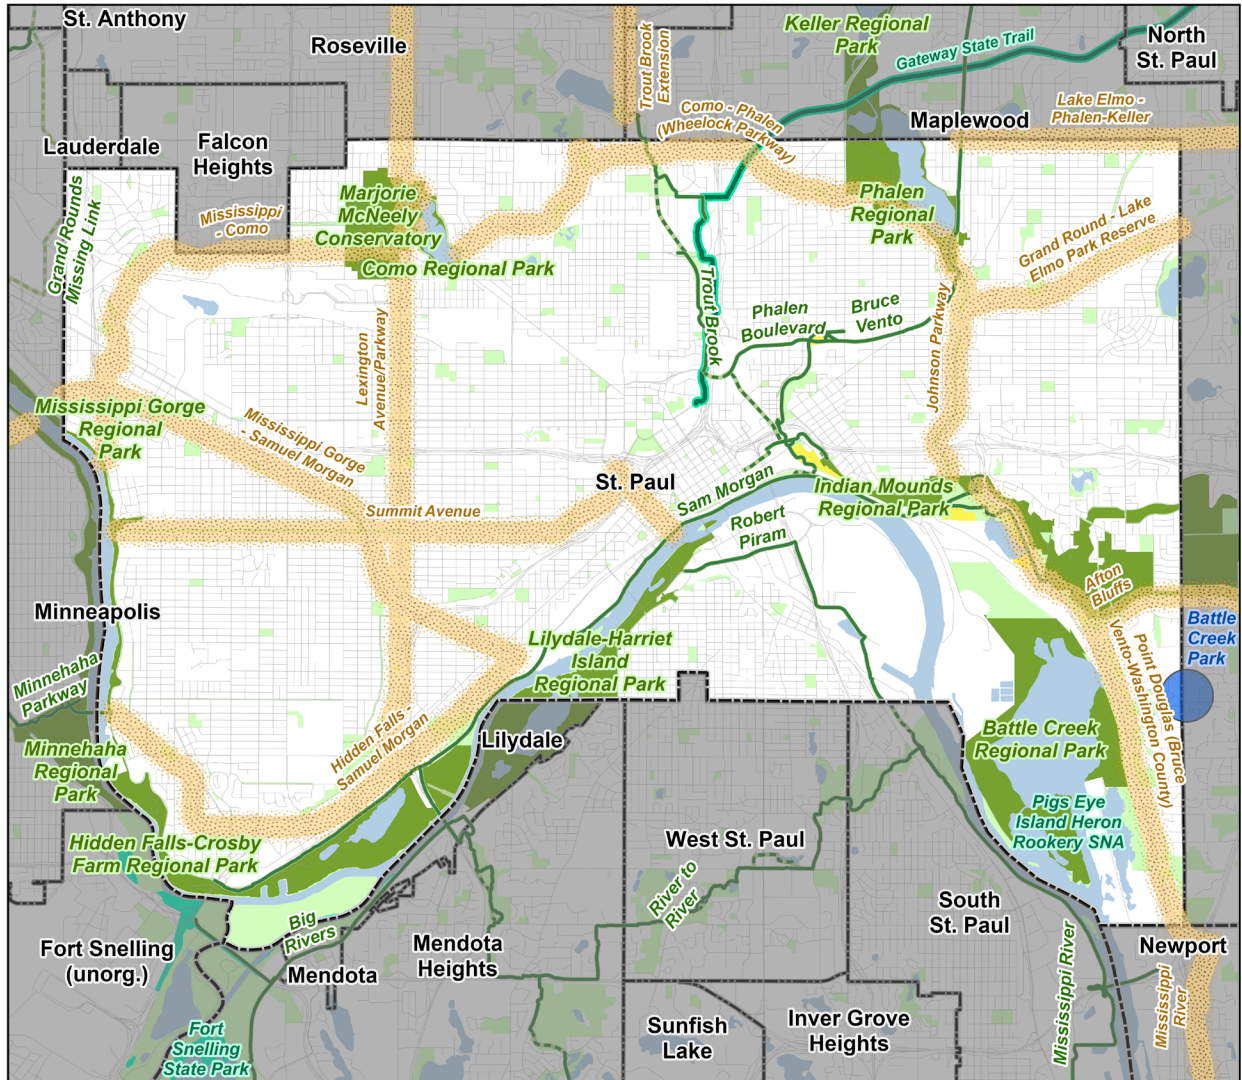 St. Anthony
Roseville
Trout Brook
Extension
Keller Regional
Park
Gateway State Trail
North
St. Paul
Lauderdale
Falcon
Heights
Como - Phalen
(Wheelock Parkway)
Maplewood
Lake Elmo -
Phalen-Keller
Grand Rounds
Missing Link
Mississippi
- Como
Marjorie
McNeely
Conservatory
Como Regional Park
Phalen
Regional
Park
Grand Round - Lake
Elmo Park Reserve
Trout Brook
Phalen
Boulevard
Bruce
Vento
Johnson Parkway
Lexington
Avenue/Parkway
Mississippi Gorge
Regional
Park
Mississippi Gorge
- Samuel Morgan
St. Paul
Summit Avenue
Sam Morgan
Robert
Piram
Indian Mounds
Regional Park
Afton
Bluffs
Minneapolis
Minnehaha
Parkway
Lilydale-Harriet
Island
Regional Park
Battle
Creek
Park
Point Douglas (Bruce
Vento-Washington County)
Hidden Falls -
Samuel Morgan
Lilydale
Battle Creek
Regional Park
Minnehaha
Regional
Park
Pigs Eye
Island Heron
Rookery SNA
Hidden Falls-Crosby
Farm Regional Park
West St. Paul
River to
River
South
St. Paul
Big
Rivers
Fort Snelling
(unorg.)
Mendota
Mendota
Heights
Newport
Mississippi River
Mississippi
River
Fort
Snelling
State Park
Sunfish
Lake
Inver Grove
Heights